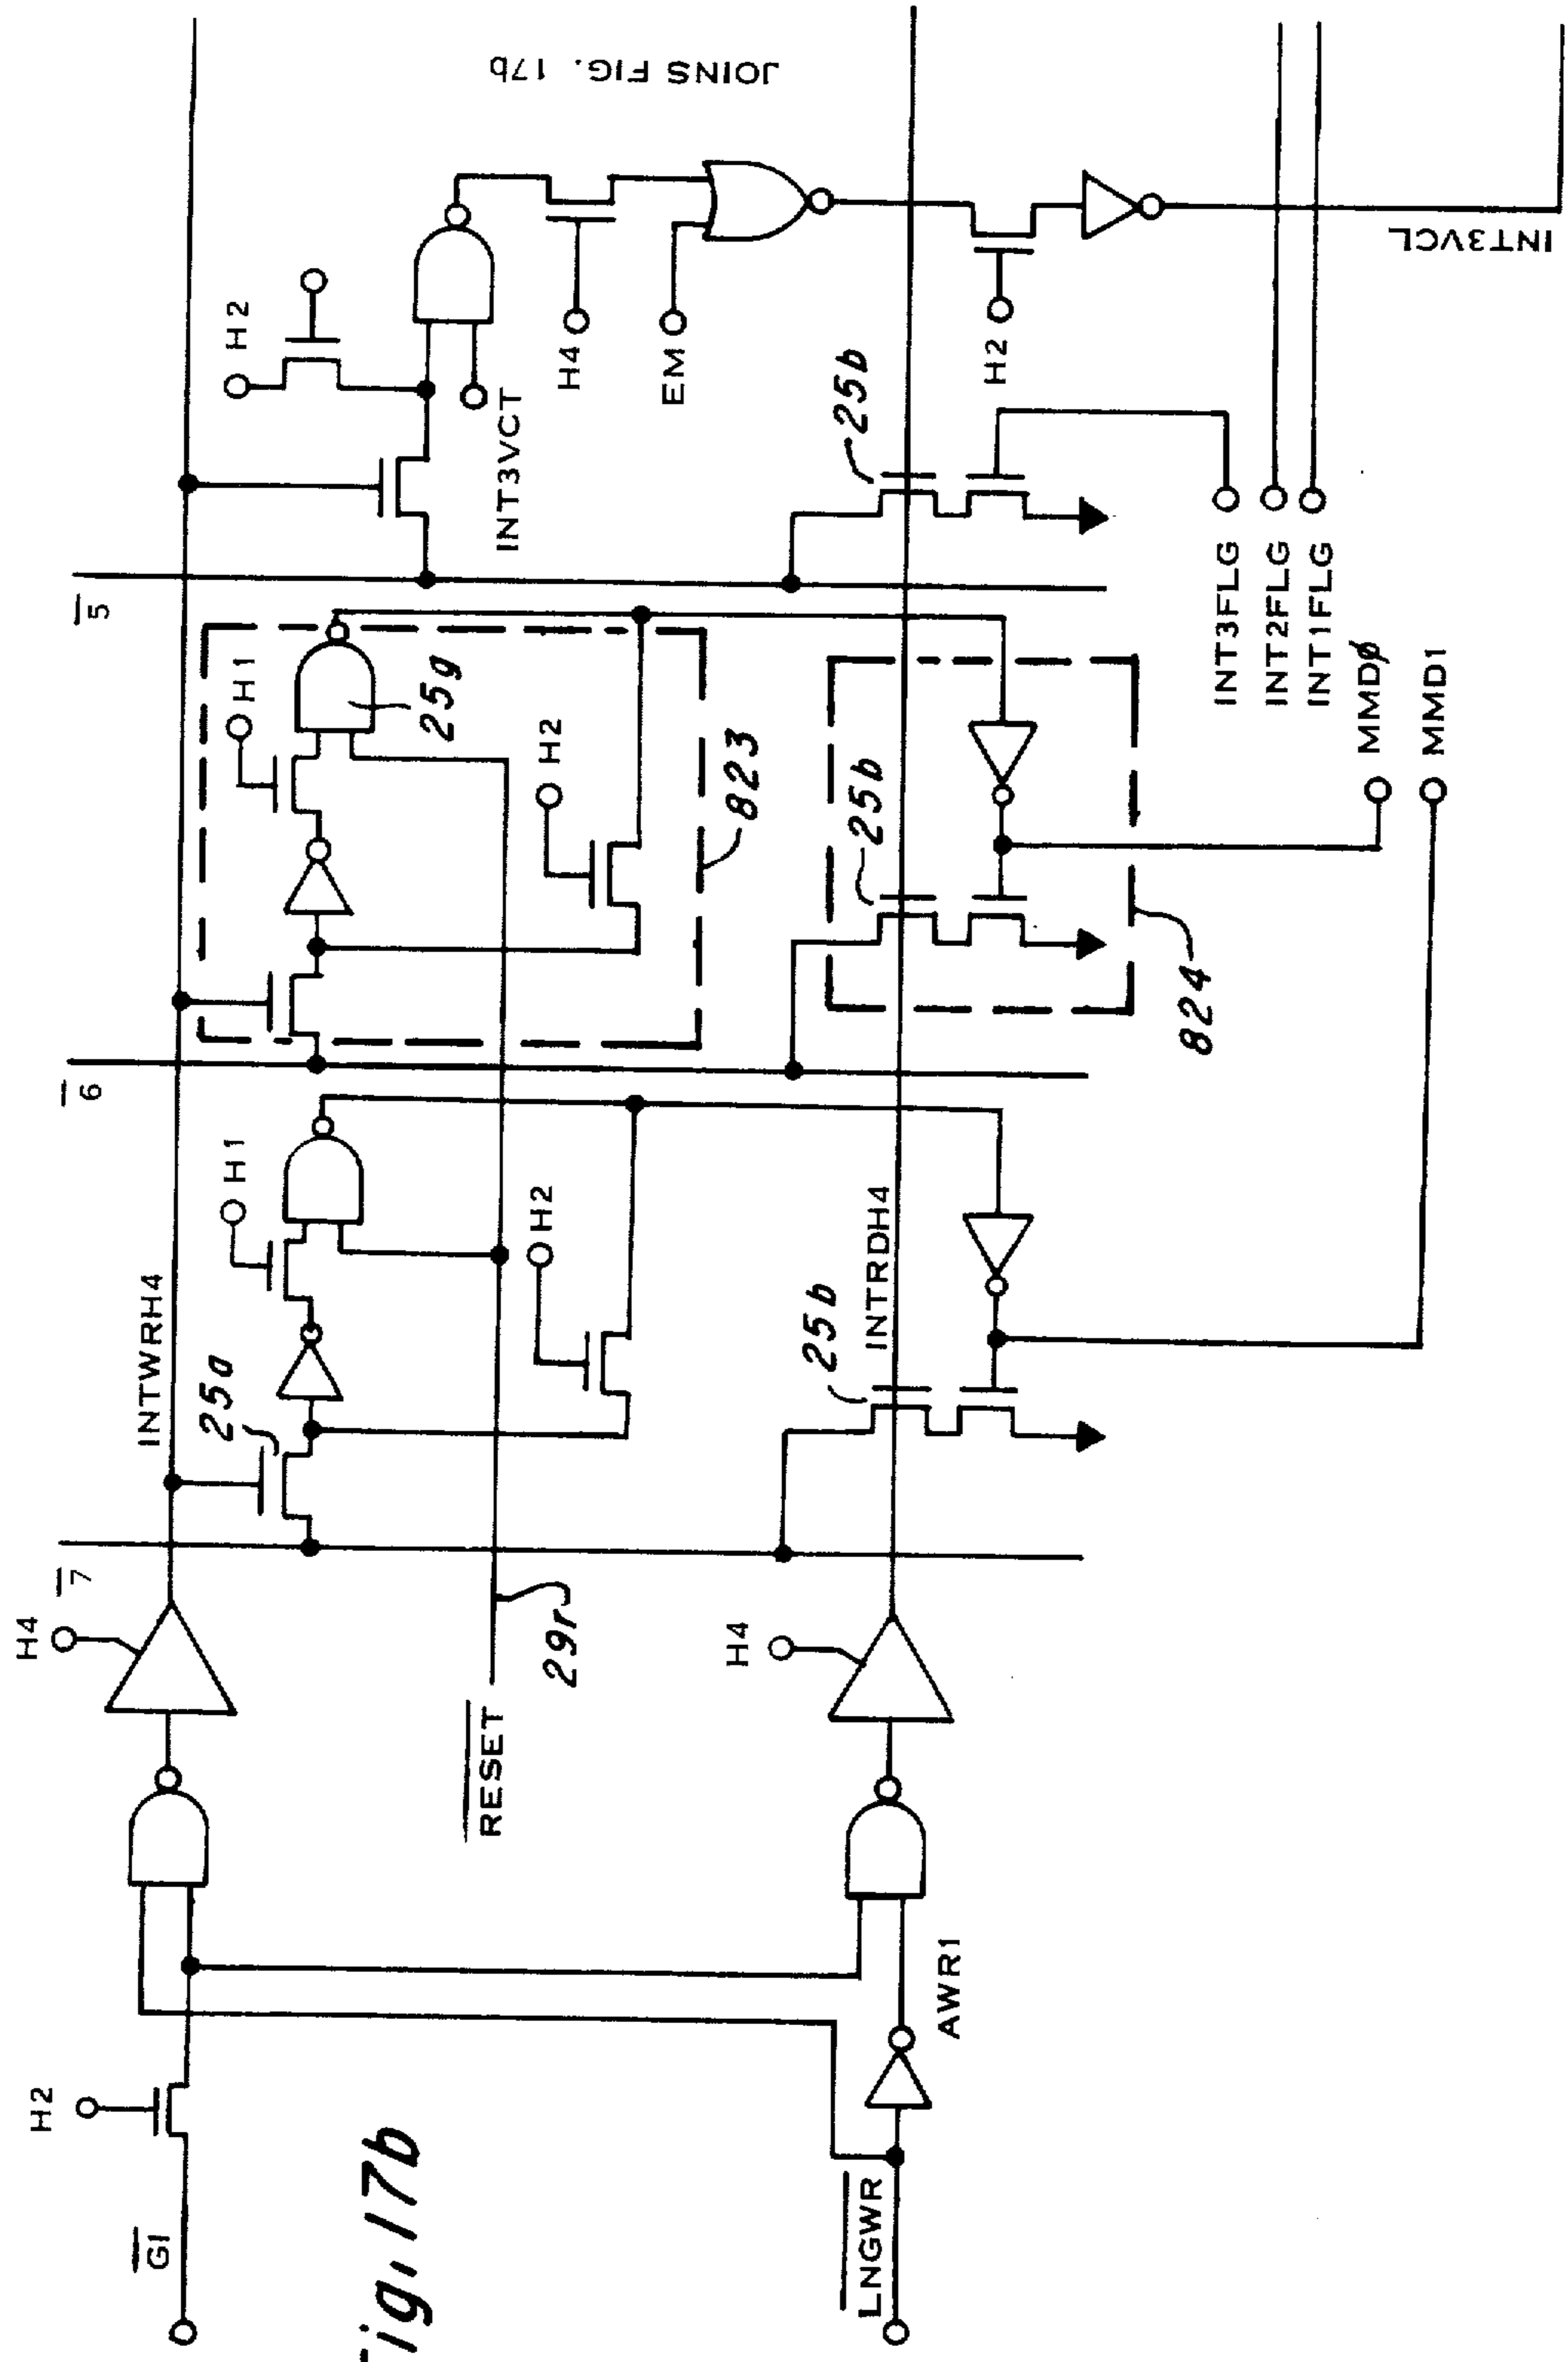 Fig. 17b
G1
H2
LNGWR
AWR1
H4
RESET
29r
H4
INTWRH4
25a
H1
H2
INTRDH4
25b
7
6
5
H1
25g
H2
823
25b
824
H2
INT3VCT
H4
EM
25b
H2
INT3VCL
INT3FLG
INT2FLG
INT1FLG
MMDØ
MMD1
JOINS FIG. 17b